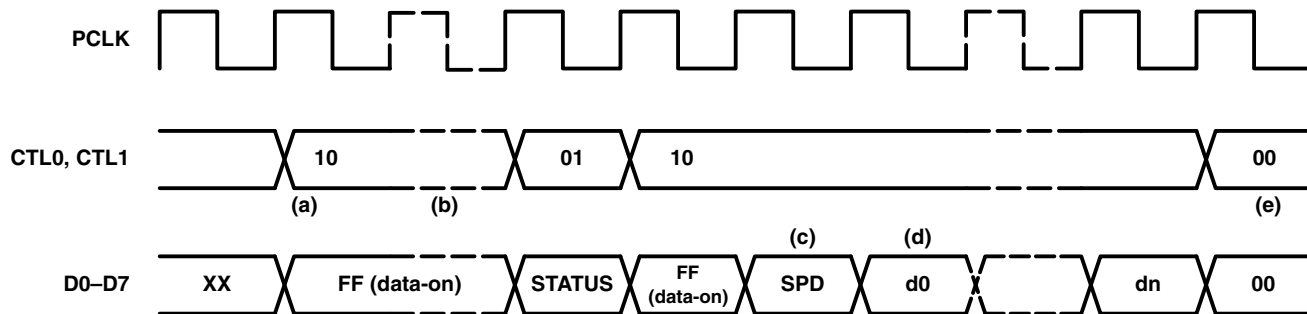 PCLK
CTL0, CTL1 10 01 10 00
(a) (b) (e)
(c) (d)
D0–D7 XX FF (data-on) STATUS FF (data-on) SPD d0 dn 00